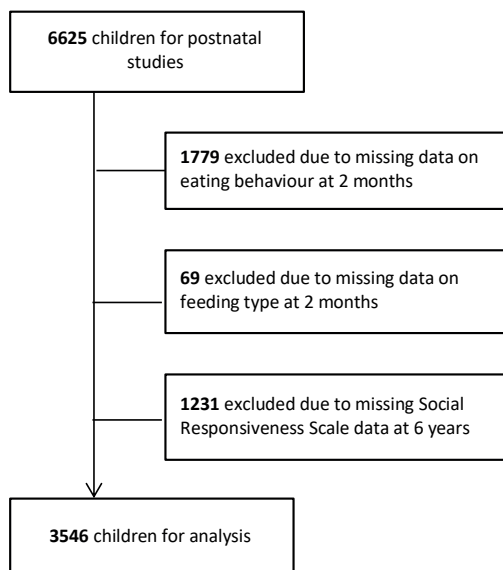 6625 children for postnatal
studies
1779 excluded due to missing data on
eating behaviour at 2 months
69 excluded due to missing data on
feeding type at 2 months
1231 excluded due to missing Social
Responsiveness Scale data at 6 years
3546 children for analysis